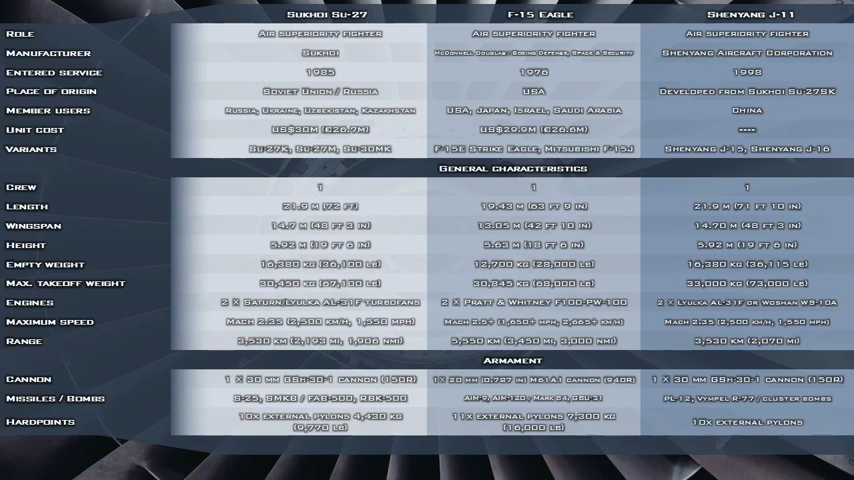 Sukhoi Su-27 F-15 Eagle Shenyang J-11
Role Air superiority fighter Air superiority fighter Air superiority fighter
Manufacturer Sukhoi McDonnell Douglas / Boeing Defense, Space & Security Shenyang Aircraft Corporation
Entered service 1985 1976 1998
Place of origin Soviet Union / Russia USA Developed from Sukhoi Su-27SK
Member users Russia, Ukraine, Uzbekistan, Kazakhstan USA, Japan, Israel, Saudi Arabia China
Unit cost US$30M (€26.7M) US$29.9M (€26.6M) ----
Variants Su-27K, Su-27M, Su-30MK F-15E Strike Eagle, Mitsubishi F-15J Shenyang J-15, Shenyang J-16
General characteristics
Crew 1 1 1
Length 21.9 m (72 ft) 19.43 m (63 ft 9 in) 21.9 m (71 ft 10 in)
Wingspan 14.7 m (48 ft 3 in) 13.05 m (42 ft 10 in) 14.70 m (48 ft 3 in)
Height 5.92 m (19 ft 6 in) 5.63 m (18 ft 6 in) 5.92 m (19 ft 6 in)
Empty weight 16,380 kg (36,100 lb) 12,700 kg (28,000 lb) 16,380 kg (36,115 lb)
Max. takeoff weight 30,450 kg (67,100 lb) 30,845 kg (68,000 lb) 33,000 kg (73,000 lb)
Engines 2 × Saturn/Lyulka AL-31F turbofans 2 × Pratt & Whitney F100-PW-100 2 × Lyulka AL-31F or Woshan WS-10A
Maximum speed Mach 2.35 (2,500 km/h, 1,550 mph) Mach 2.5+ (1,650+ mph, 2,665+ km/h) Mach 2.35 (2,500 km/h, 1,550 mph)
Range 3,530 km (2,193 mi, 1,906 nmi) 5,550 km (3,450 mi, 3,000 nmi) 3,530 km (2,070 mi)
Armament
Cannon 1 × 30 mm GSh-30-1 cannon (150r) 1× 20 mm (0.787 in) M61A1 cannon (940r) 1 × 30 mm GSh-30-1 cannon (150r)
Missiles / Bombs S-25, SMKB / FAB-500, RBK-500 AIM-9, AIM-120 / Mark 84, GBU-31 PL-12, Vympel R-77 / cluster bombs
Hardpoints 10x external pylons 4,430 kg (9,770 lb) 11x external pylons 7,300 kg (16,000 lb) 10x external pylons